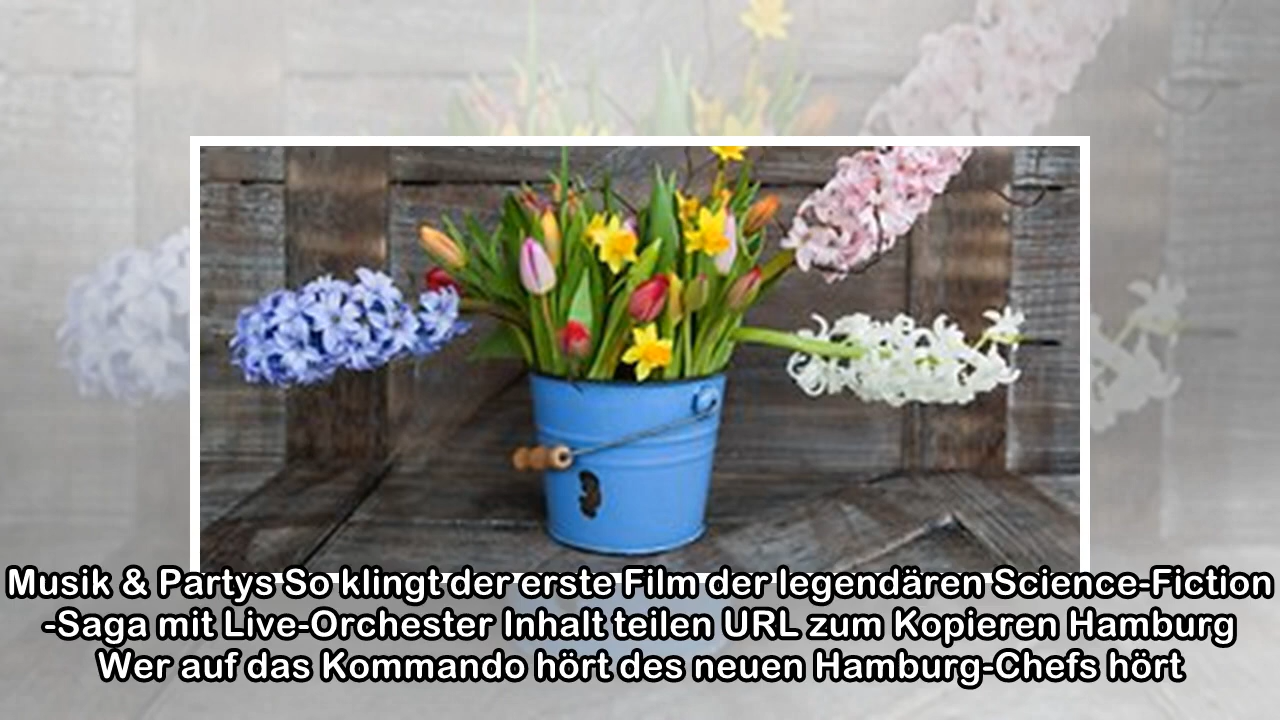 Musik & Partys So klingt der erste Film der legendären Science-Fiction
-Saga mit Live-Orchester Inhalt teilen URL zum Kopieren Hamburg
Wer auf das Kommando hört des neuen Hamburg-Chefs hört